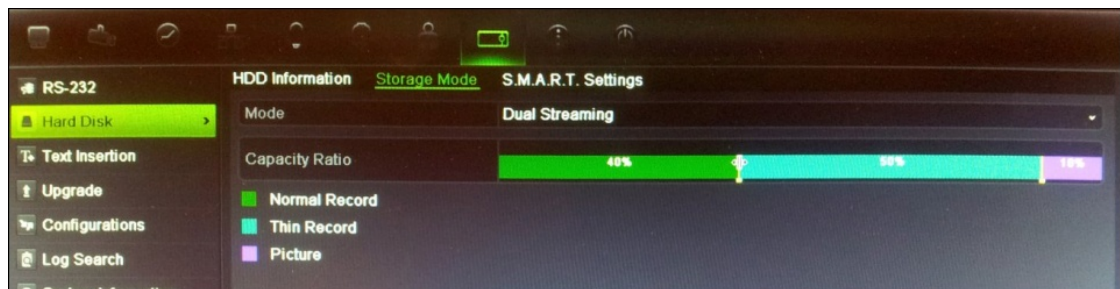 HDD Information Storage Mode S.M.A.R.T. Settings
RS-232
Hard Disk
Text Insertion
Upgrade
Configurations
Log Search
Mode Dual Streaming
Capacity Ratio 40% 50% 10%
Normal Record
Thin Record
Picture